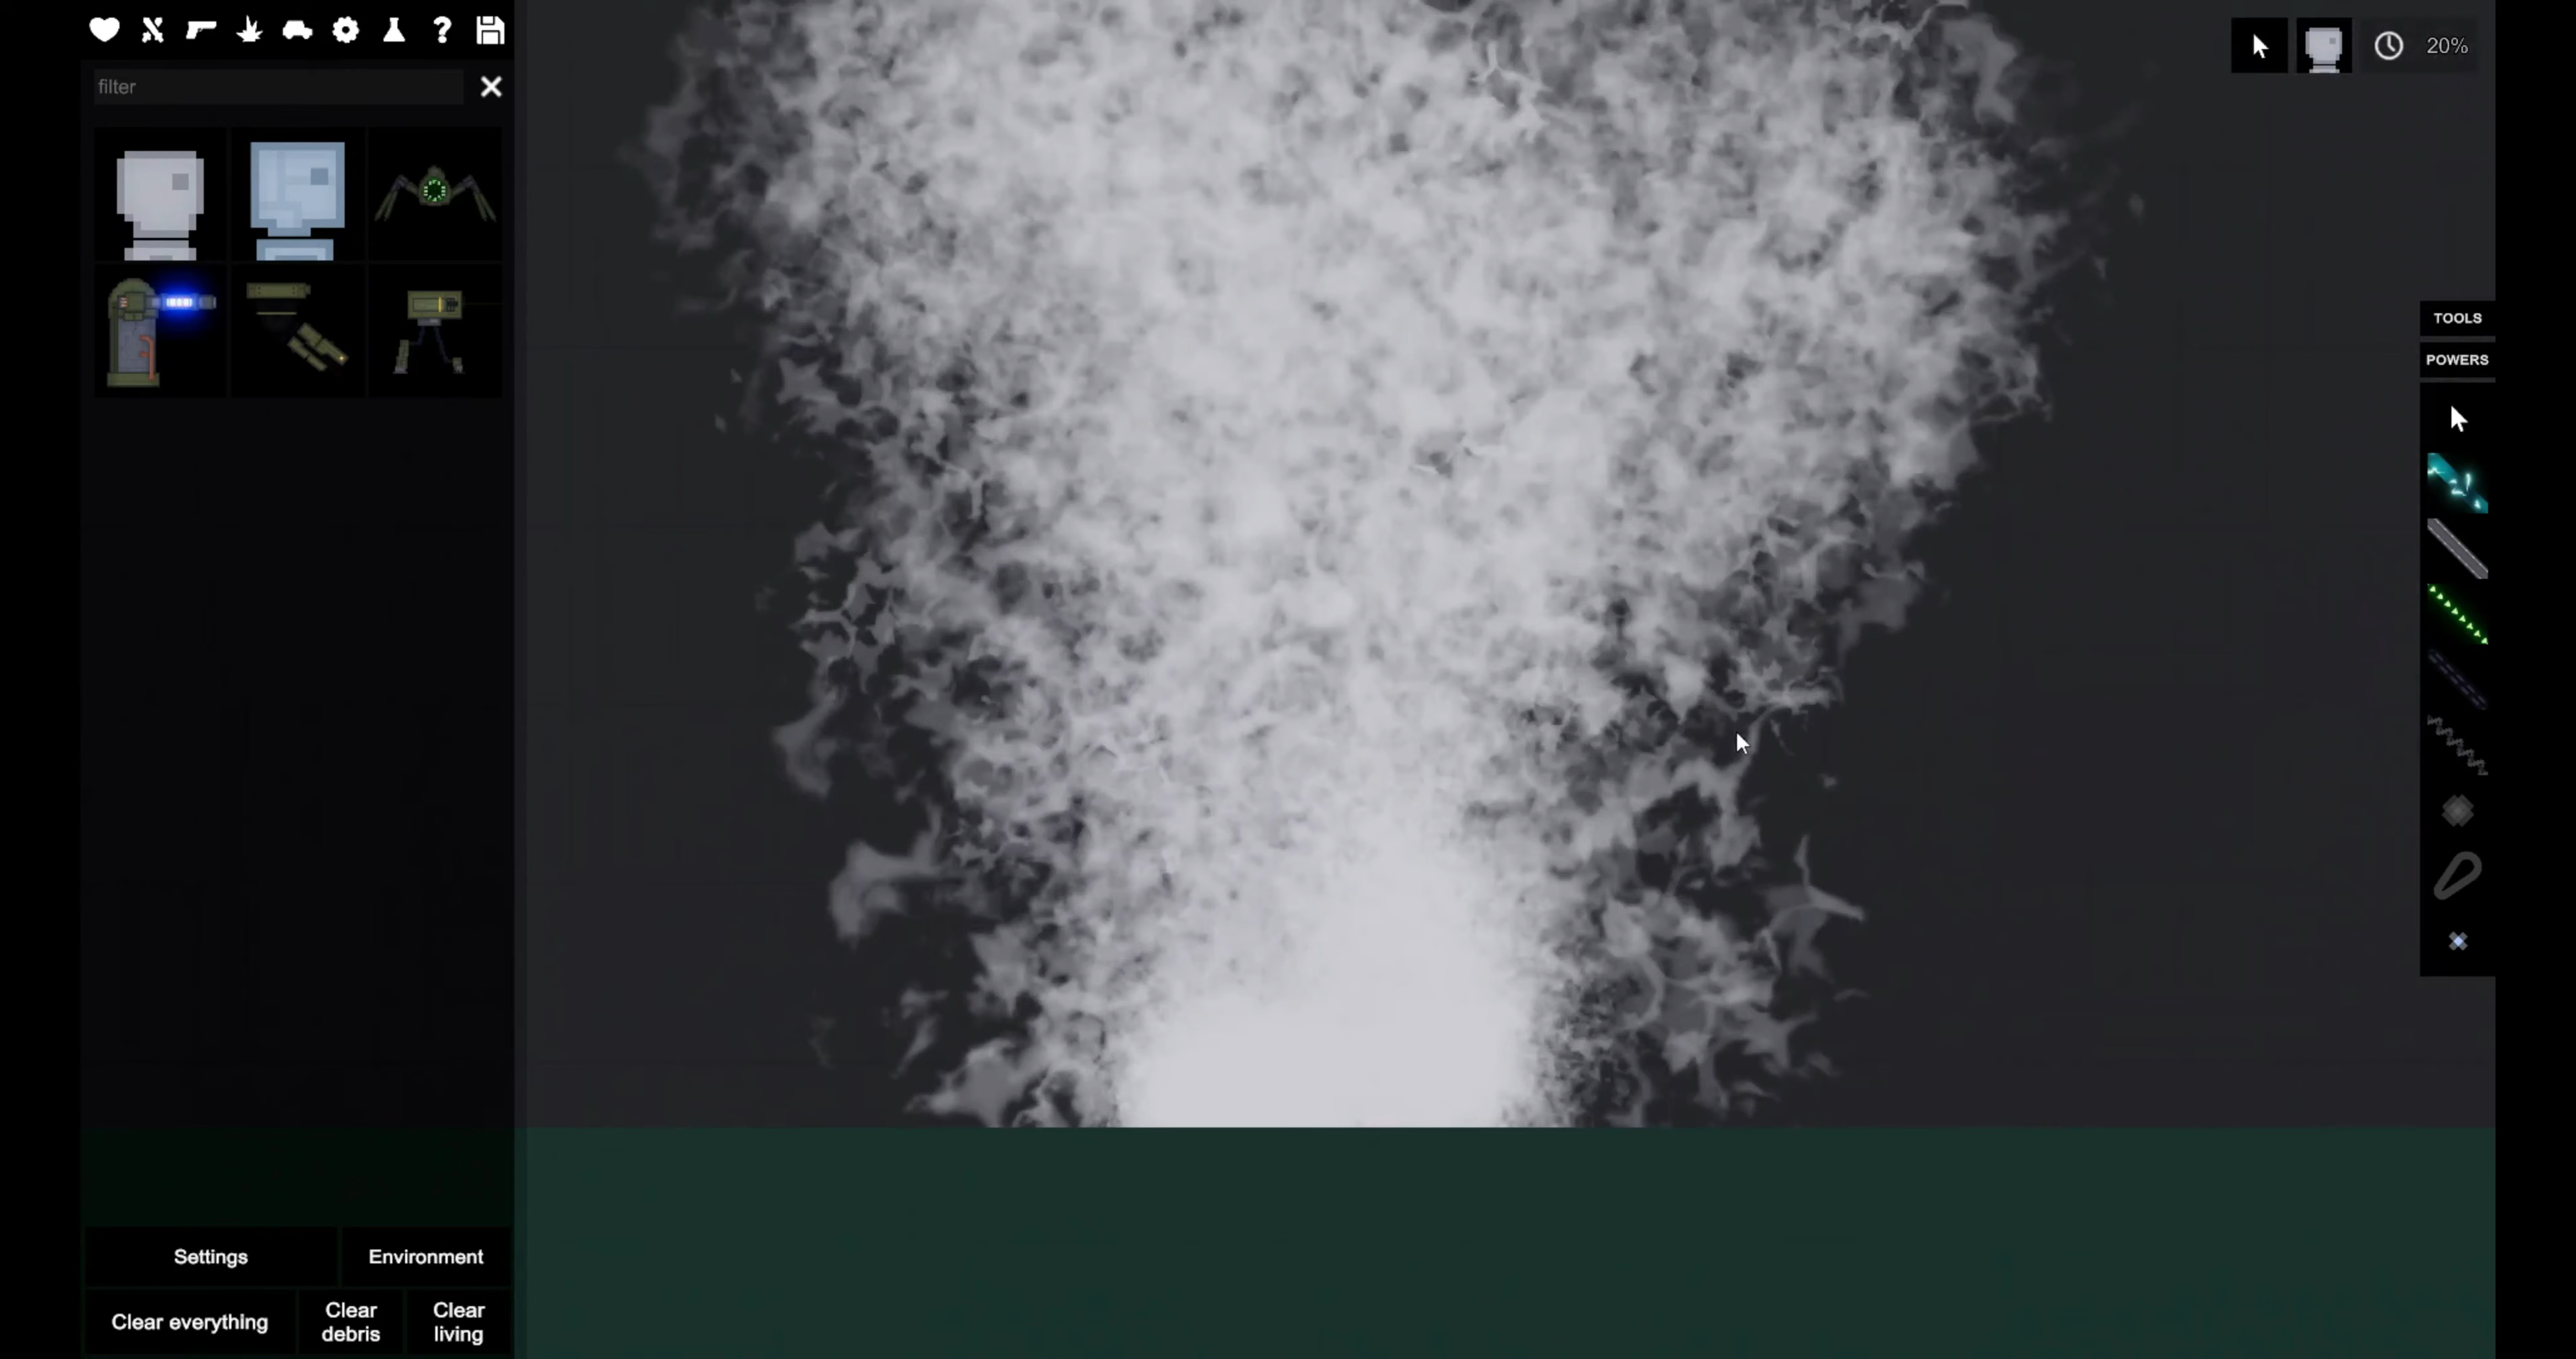 filter
20%
TOOLS
POWERS
Settings
Environment
Clear everything
Clear
debris
Clear
living